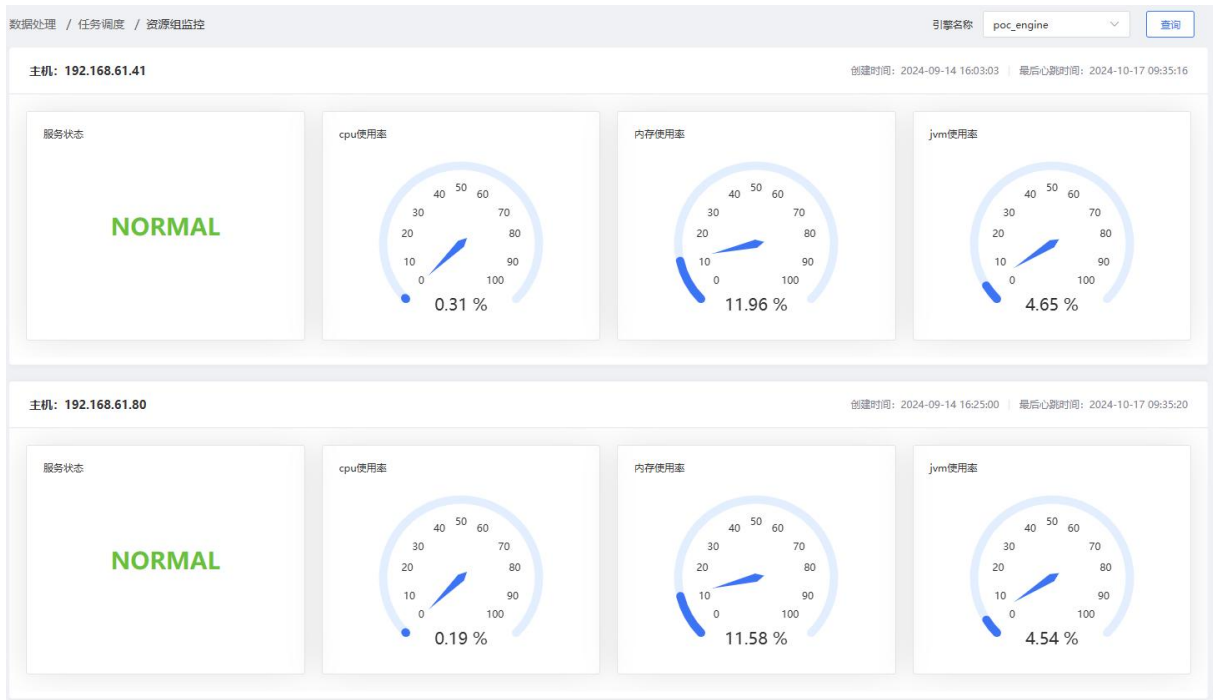 数据处理 / 任务调度 / 资源组监控 引擎名称 poc_engine 查询
主机: 192.168.61.41 创建时间: 2024-09-14 16:03:03 最后心跳时间: 2024-10-17 09:35:16
服务状态
NORMAL
cpu使用率
0 10 20 30 40 50 60 70 80 90 100
0.31 %
内存使用率
0 10 20 30 40 50 60 70 80 90 100
11.96 %
jvm使用率
0 10 20 30 40 50 60 70 80 90 100
4.65 %
主机: 192.168.61.80 创建时间: 2024-09-14 16:25:00 最后心跳时间: 2024-10-17 09:35:20
服务状态
NORMAL
cpu使用率
0 10 20 30 40 50 60 70 80 90 100
0.19 %
内存使用率
0 10 20 30 40 50 60 70 80 90 100
11.58 %
jvm使用率
0 10 20 30 40 50 60 70 80 90 100
4.54 %